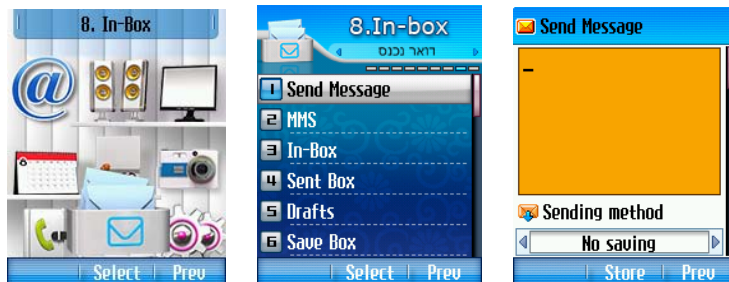 8. In-Box
Select Prev
8.In-box
דואר נכנס
1 Send Message
2 MMS
3 In-Box
4 Sent Box
5 Drafts
6 Save Box
Select Prev
Send Message
Sending method
No saving
Store Prev